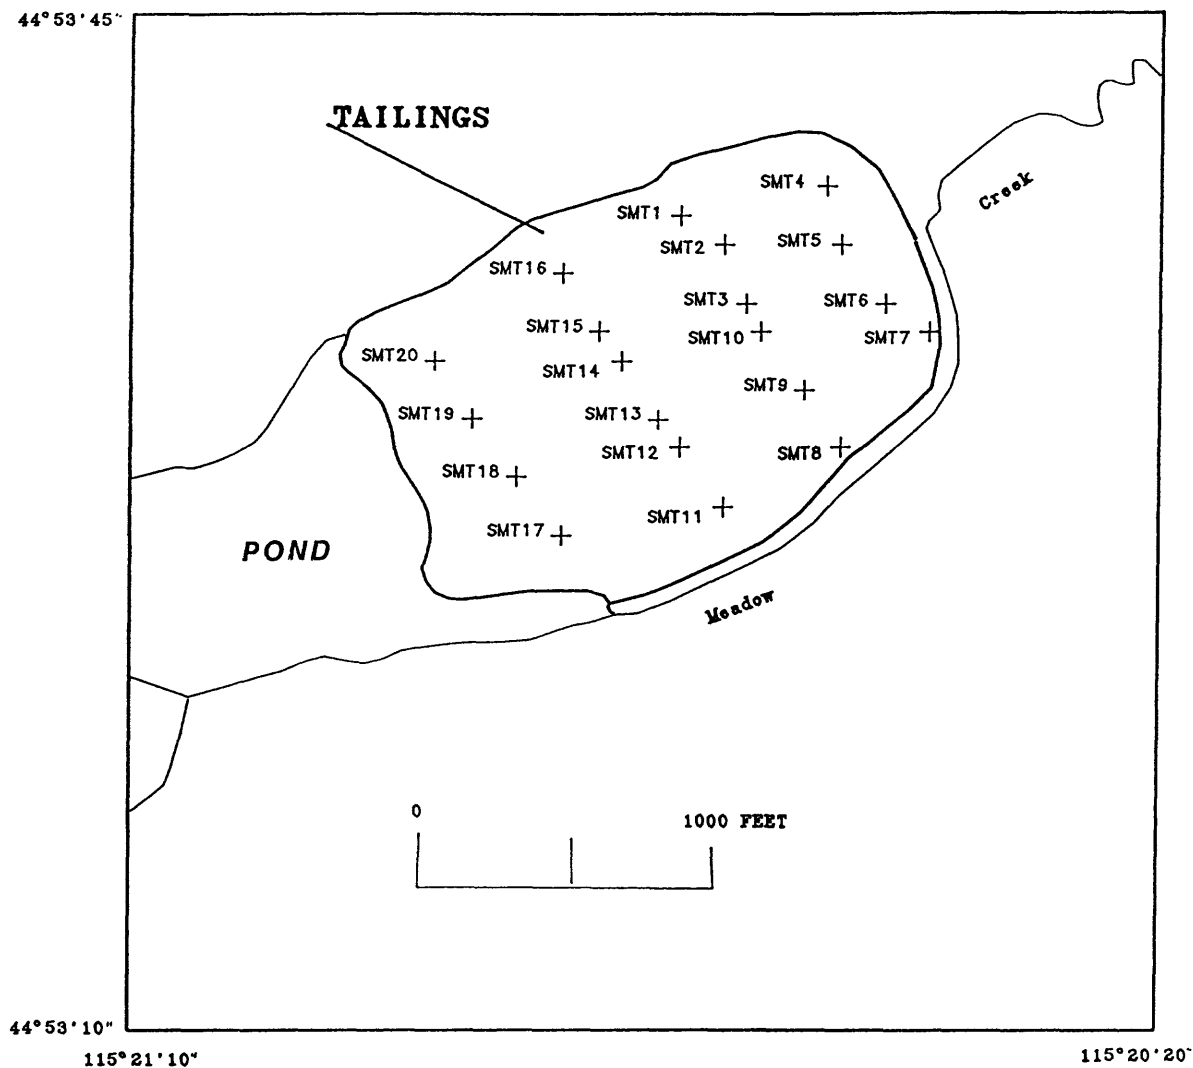 44°53'45"
TAILINGS
SMT4
SMT1
Creek
SMT2
SMT5
SMT16
SMT3
SMT6
SMT15
SMT10
SMT7
SMT20
SMT14
SMT9
SMT19
SMT13
SMT12
SMT8
SMT18
SMT11
SMT17
POND
Meadow
0
1000 FEET
44°53'10"
115°21'10"
115°20'20"